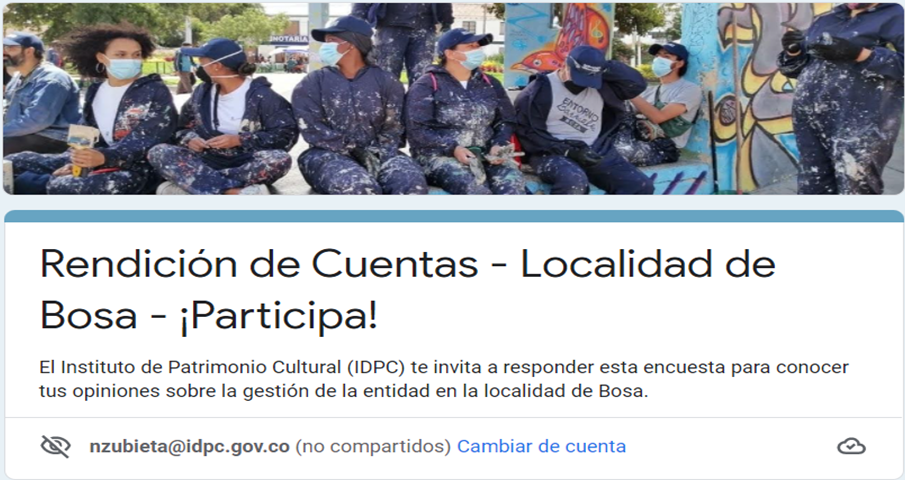 NOTARIA
ENTORNO
Rendición de Cuentas - Localidad de
Bosa - ¡Participa!
El Instituto de Patrimonio Cultural (IDPC) te invita a responder esta encuesta para conocer
tus opiniones sobre la gestión de la entidad en la localidad de Bosa.
nzubieta@idpc.gov.co (no compartidos) Cambiar de cuenta